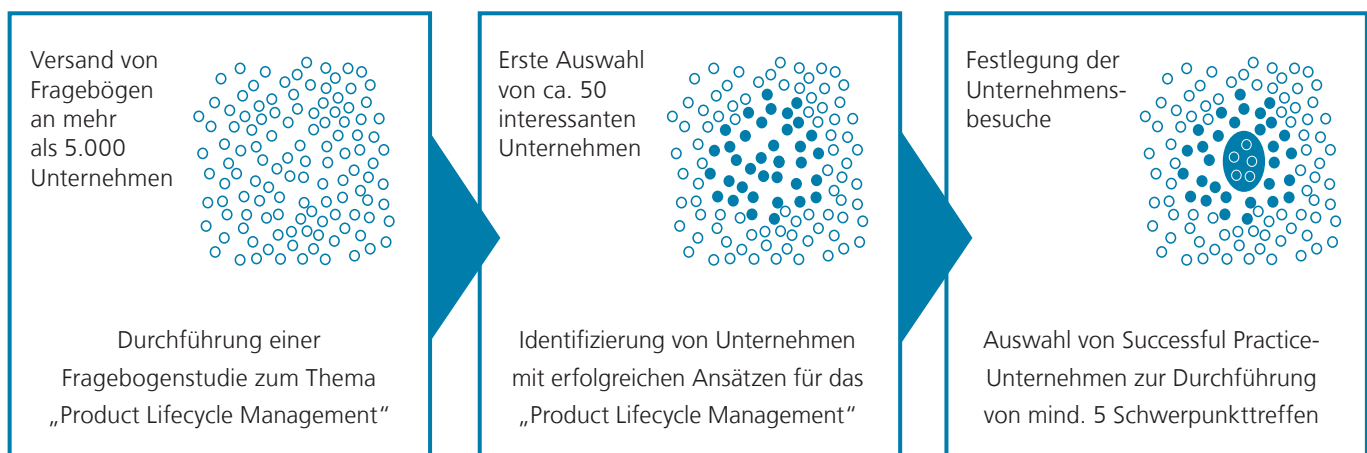 Versand von
Fragebögen
an mehr
als 5.000
Unternehmen
Durchführung einer
Fragebogenstudie zum Thema
„Product Lifecycle Management“
Erste Auswahl
von ca. 50
interessanten
Unternehmen
Identifizierung von Unternehmen
mit erfolgreichen Ansätzen für das
„Product Lifecycle Management“
Festlegung der
Unternehmens-
besuche
Auswahl von Successful Practice-
Unternehmen zur Durchführung
von mind. 5 Schwerpunkttreffen